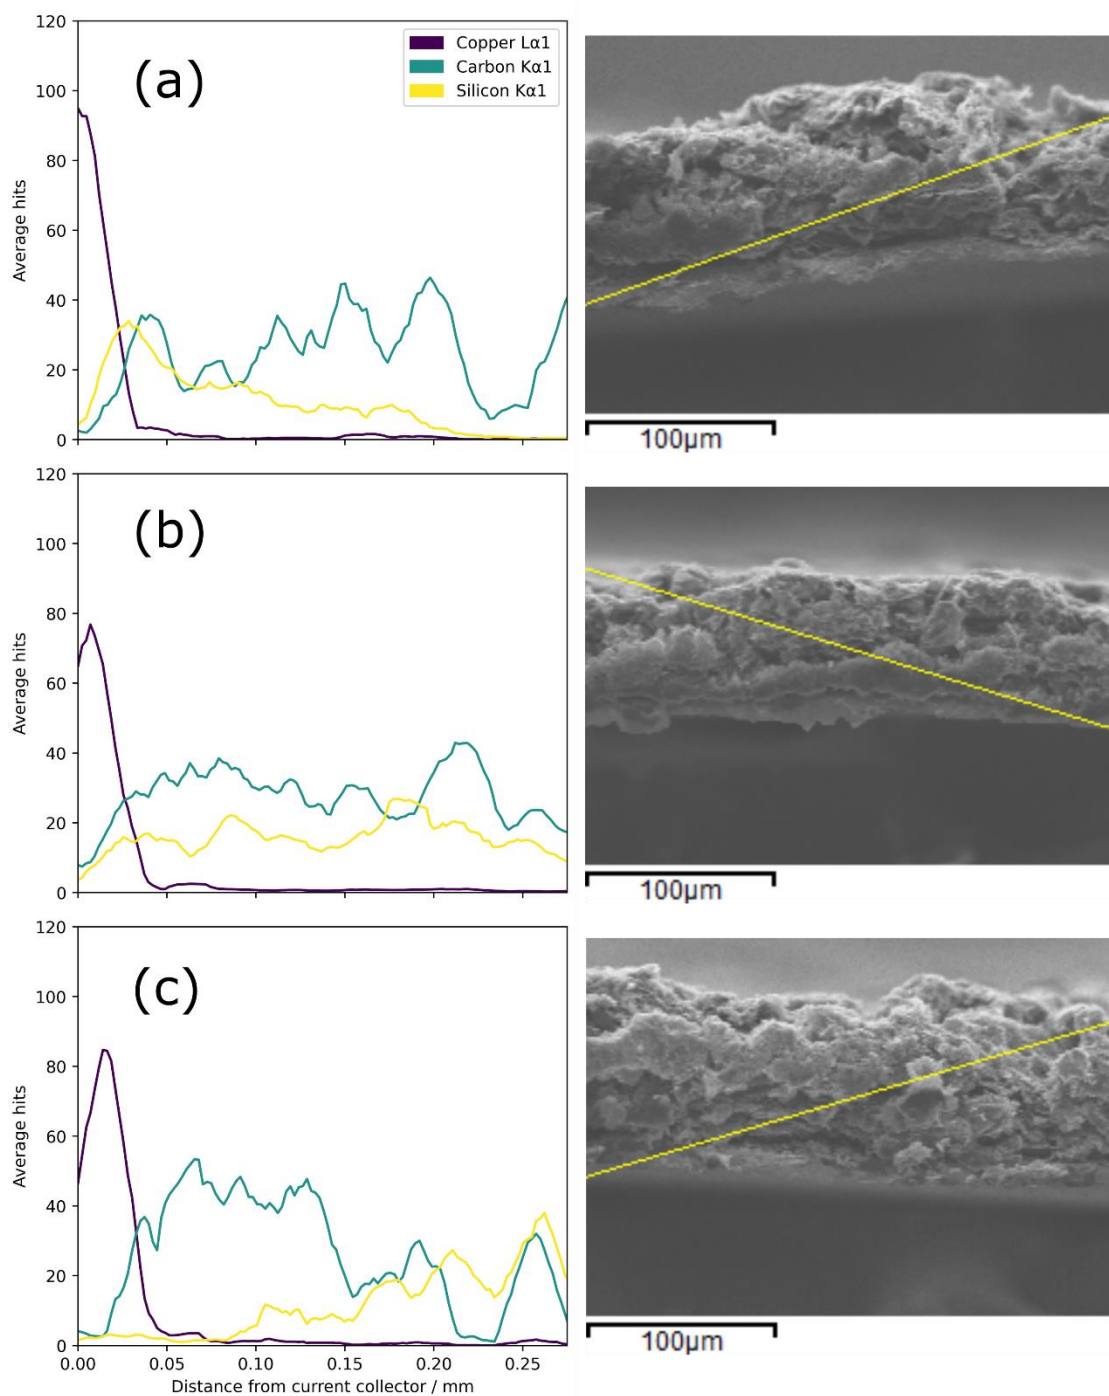 120
100
80
60
40
20
0
Average hits
(a)
Copper Lα1
Carbon Kα1
Silicon Kα1
100µm
120
100
80
60
40
20
0
Average hits
(b)
100µm
120
100
80
60
40
20
0
Average hits
(c)
0.00
0.05
0.10
0.15
0.20
0.25
Distance from current collector / mm
100µm